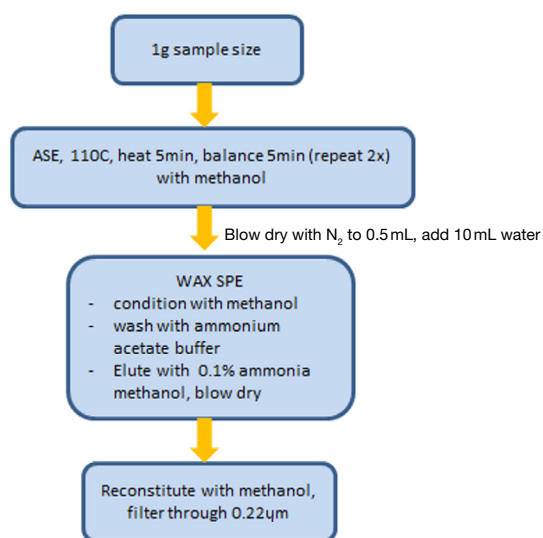 1g sample size
ASE, 110C, heat 5min, balance 5min (repeat 2x)
with methanol
Blow dry with N₂ to 0.5 mL, add 10 mL water
WAX SPE
- condition with methanol
- wash with ammonium
acetate buffer
- Elute with 0.1% ammonia
methanol, blow dry
Reconstitute with methanol,
filter through 0.22ųm